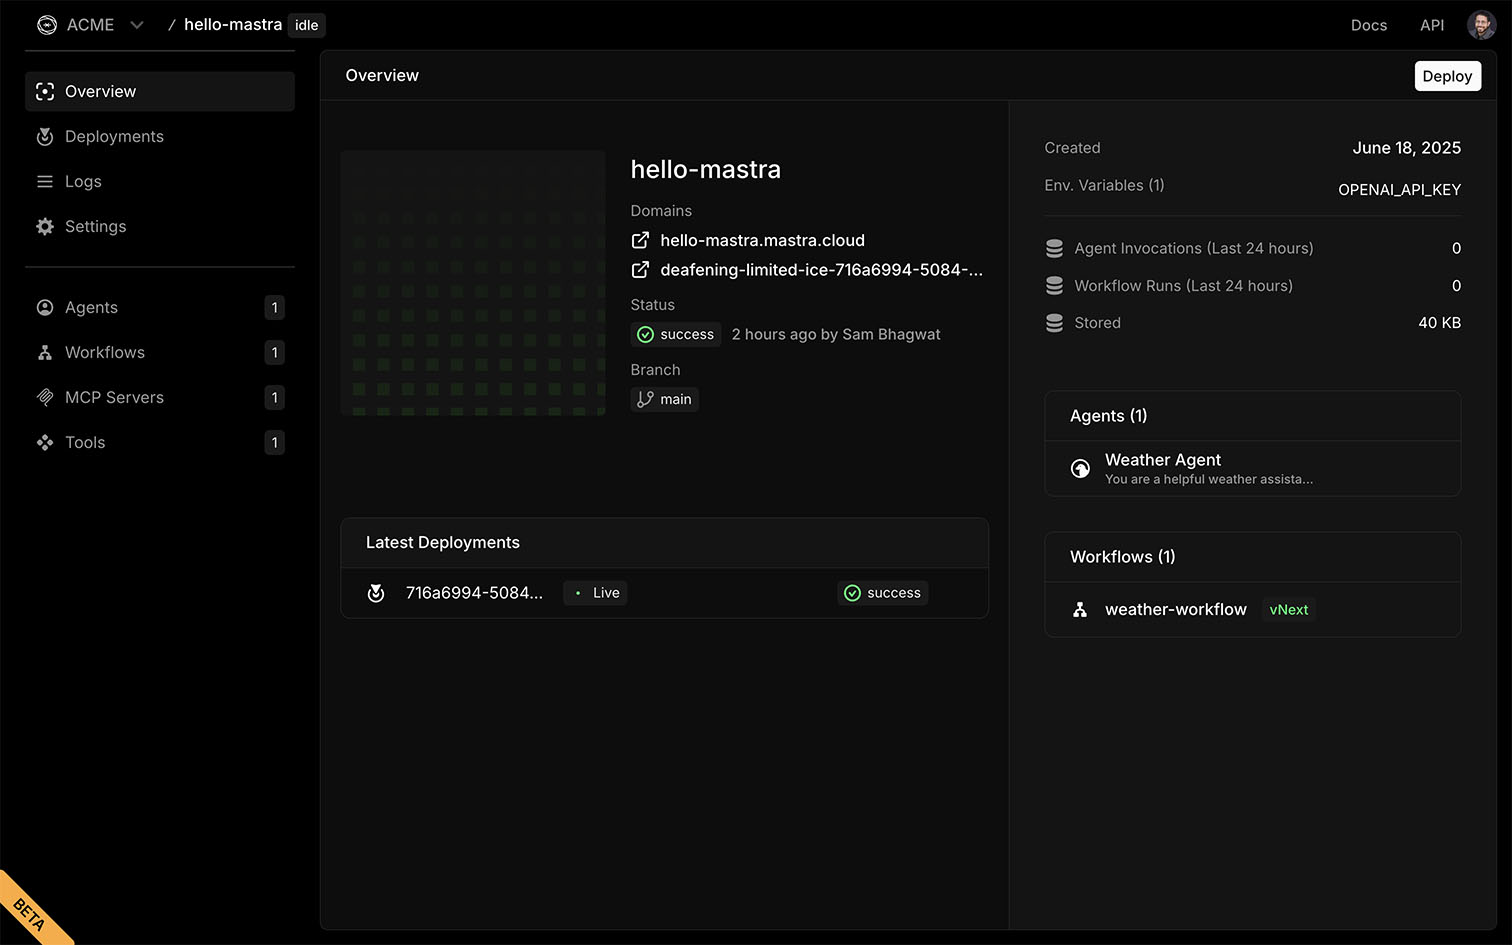 ACME / hello-mastra idle
Docs API
Overview
Deployments
Logs
Settings
Agents 1
Workflows 1
MCP Servers 1
Tools 1
Overview
Deploy
hello-mastra
Domains
hello-mastra.mastra.cloud
deafening-limited-ice-716a6994-5084-...
Status
success 2 hours ago by Sam Bhagwat
Branch
main
Latest Deployments
716a6994-5084... Live success
Created June 18, 2025
Env. Variables (1) OPENAI_API_KEY
Agent Invocations (Last 24 hours) 0
Workflow Runs (Last 24 hours) 0
Stored 40 KB
Agents (1)
Weather Agent
You are a helpful weather assista...
Workflows (1)
weather-workflow vNext
BETA